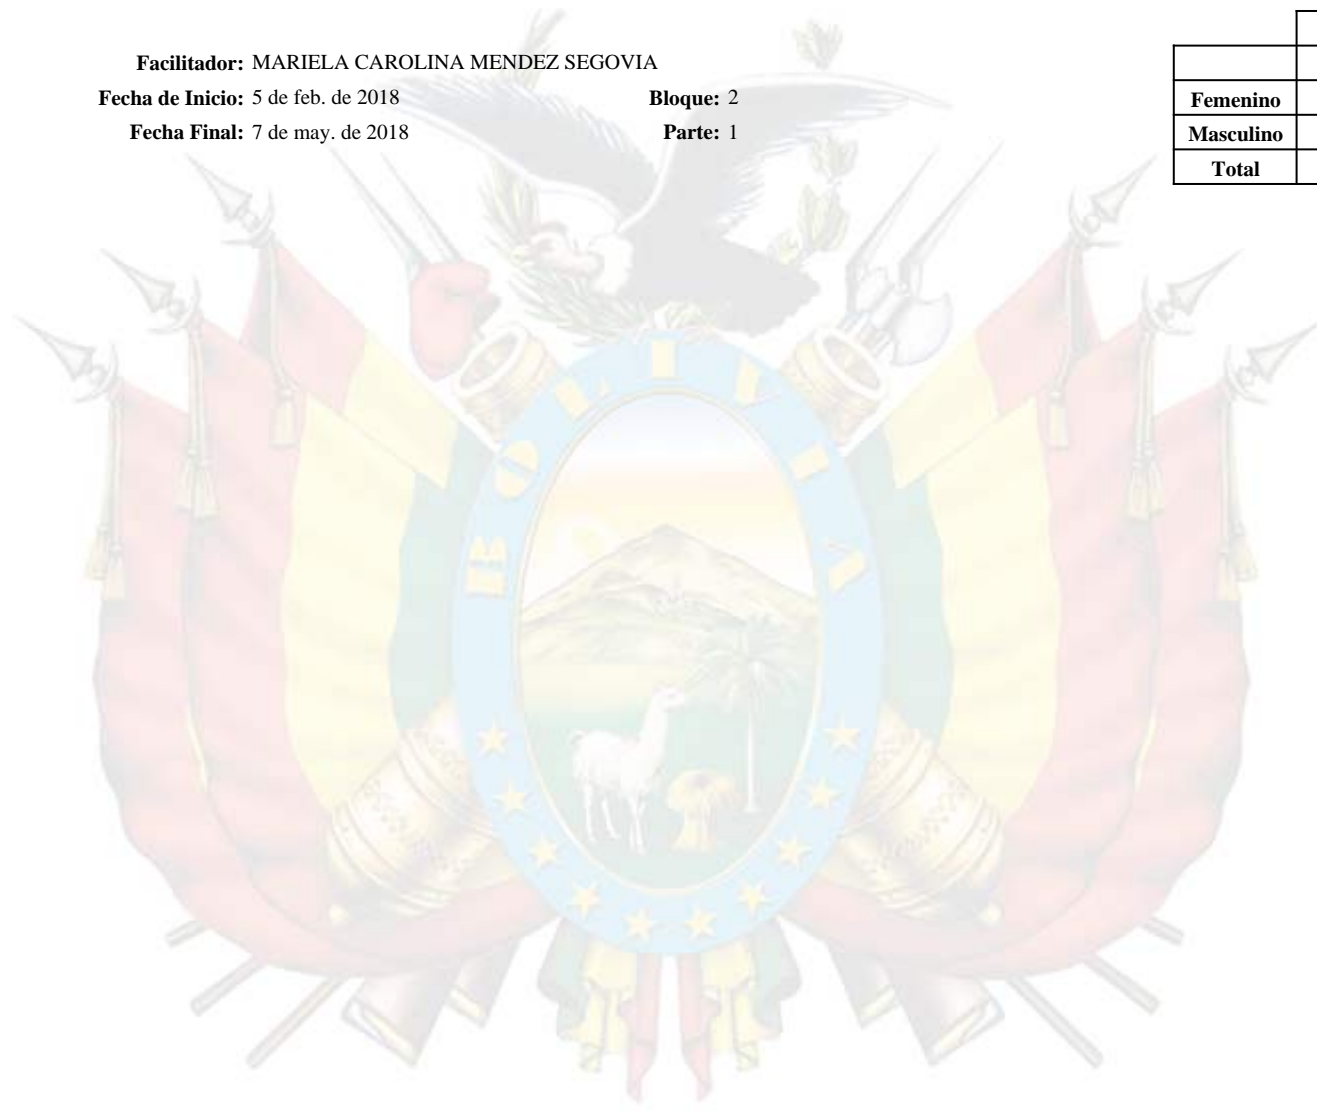 Facilitador: MARIELA CAROLINA MENDEZ SEGOVIA
Fecha de Inicio: 5 de feb. de 2018 Bloque: 2
Fecha Final: 7 de may. de 2018 Parte: 1
Femenino
Masculino
Total
BOLIVIA